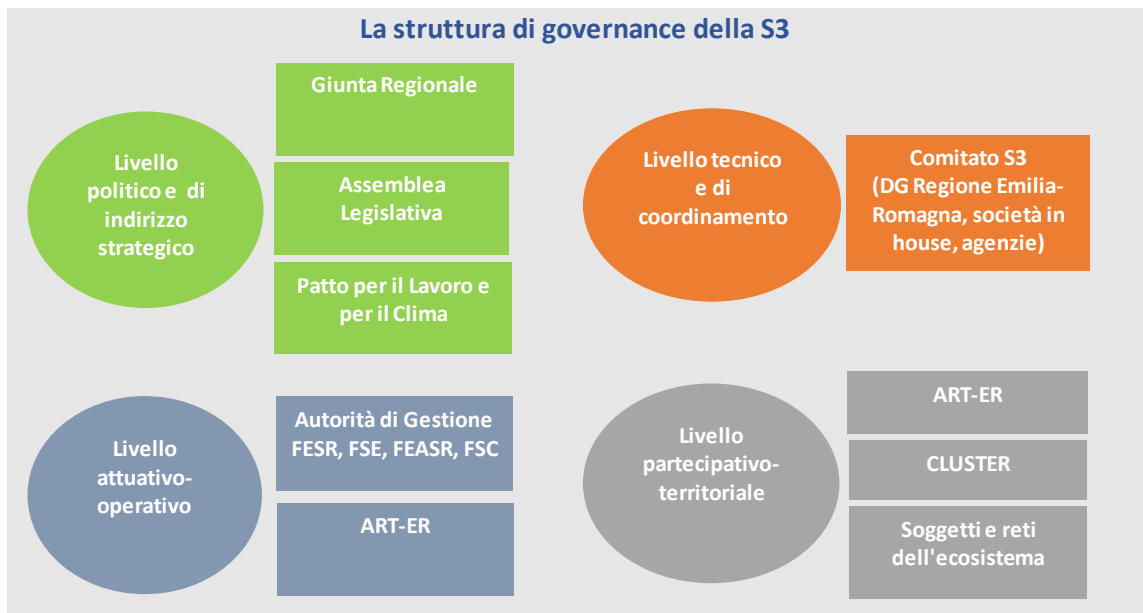 La struttura di governance della S3
Livello
politico e di
indirizzo
strategico
Giunta Regionale
Assemblea
Legislativa
Patto per il Lavoro e
per il Clima
Livello tecnico
e di
coordinamento
Comitato S3
(DG Regione Emilia-
Romagna, società in
house, agenzie)
Livello
attuativo-
operativo
Autorità di Gestione
FESR, FSE, FEASR, FSC
ART-ER
Livello
partecipativo-
territoriale
ART-ER
CLUSTER
Soggetti e reti
dell'ecosistema